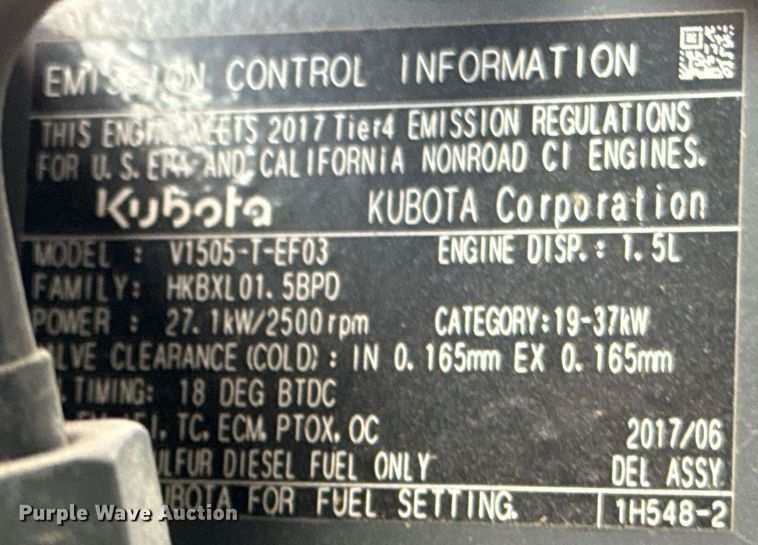 EMISSION CONTROL INFORMATION
THIS ENGINE MEETS 2017 Tier4 EMISSION REGULATIONS
FOR U.S. EPA AND CALIFORNIA NONROAD CI ENGINES.
Kubota KUBOTA Corporation
MODEL : V1505-T-EF03 ENGINE DISP.: 1.5L
FAMILY: HKBXL01.5BPD
POWER : 27.1kW/2500rpm CATEGORY:19-37kW
LVE CLEARANCE (COLD) : IN 0.165mm EX 0.165mm
TIMING: 18 DEG BTDC
TC, ECM, PTOX, OC 2017/06
LFUR DIESEL FUEL ONLY DEL ASSY
UBOTA FOR FUEL SETTING. 1H548-2
Purple Wave Auction